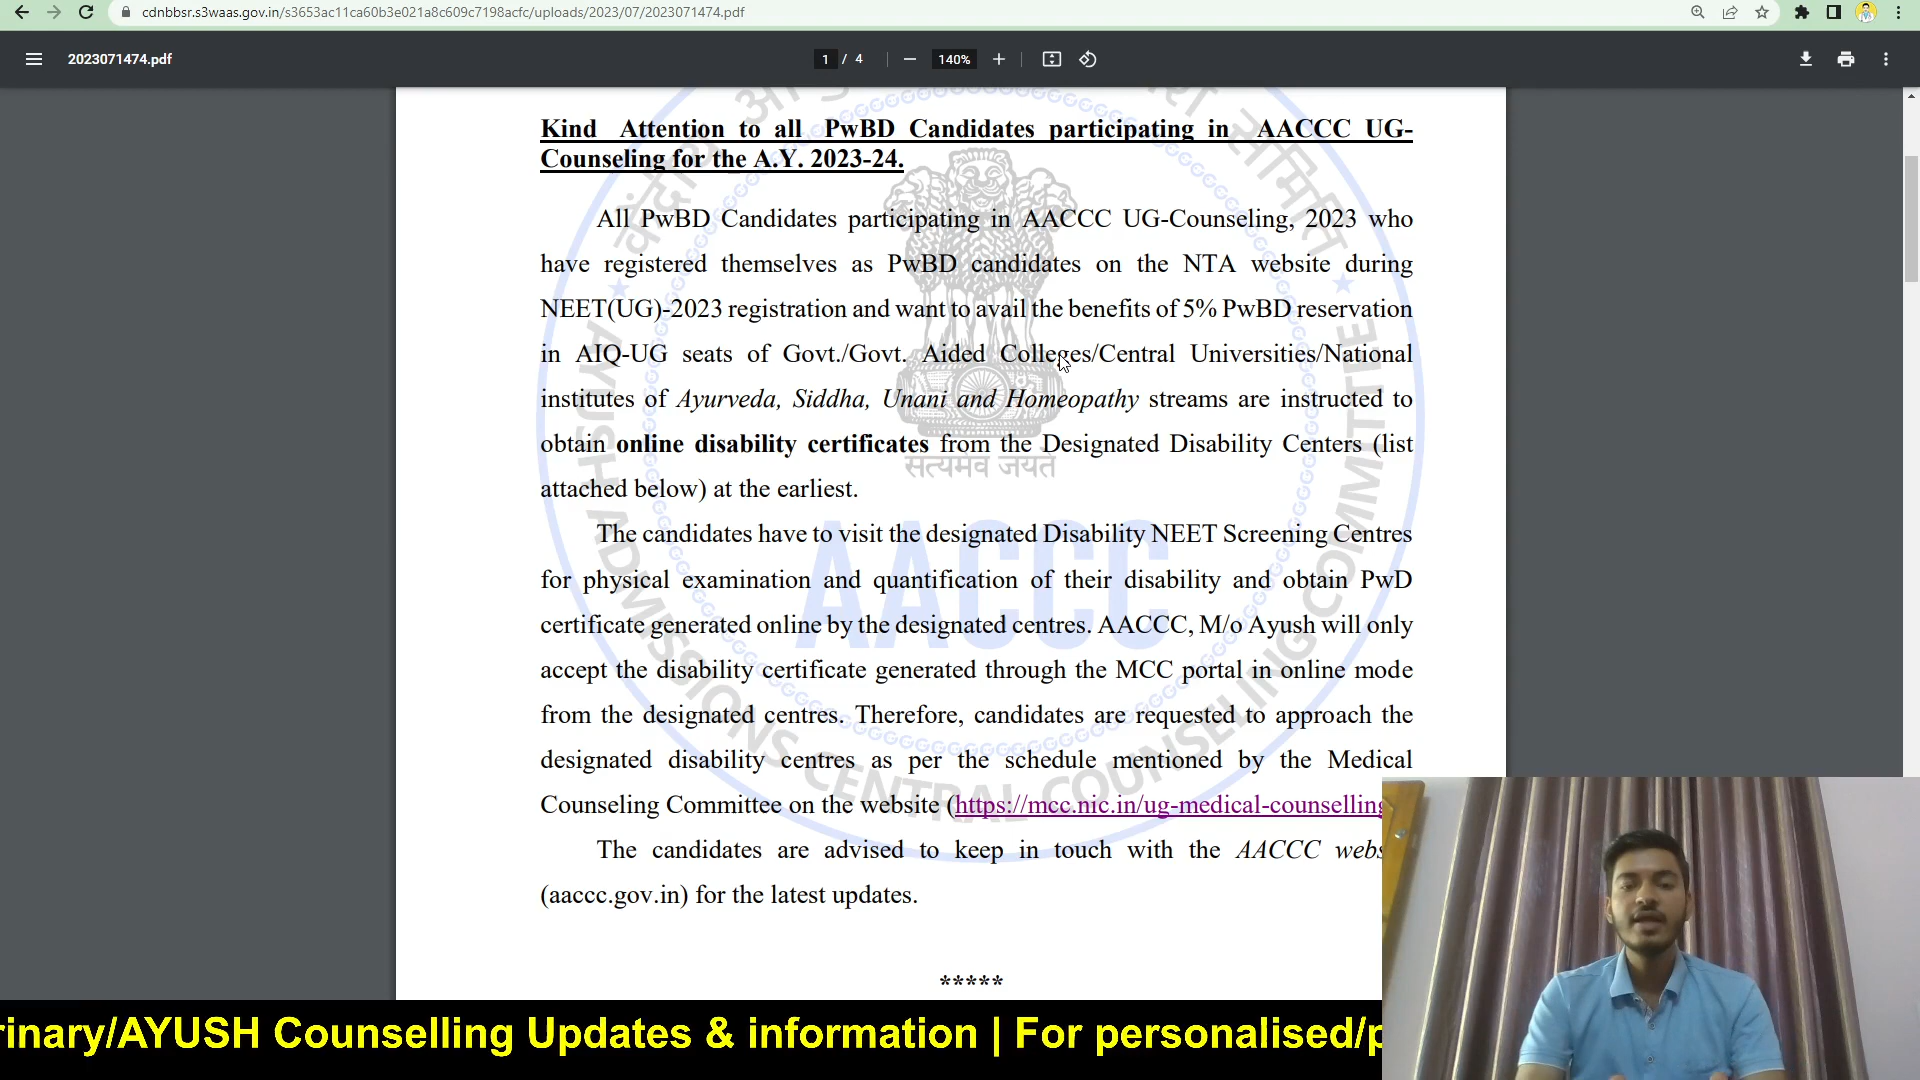 cdnbbsr.s3waas.gov.in/s3653ac11ca60b3e021a8c609c7198acfc/uploads/2023/07/2023071474.pdf
2023071474.pdf
1 / 4
140%
Kind Attention to all PwBD Candidates participating in AACCC UG-
Counseling for the A.Y. 2023-24.
All PwBD Candidates participating in AACCC UG-Counseling, 2023 who
have registered themselves as PwBD candidates on the NTA website during
NEET(UG)-2023 registration and want to avail the benefits of 5% PwBD reservation
in AIQ-UG seats of Govt./Govt. Aided Colleges/Central Universities/National
institutes of Ayurveda, Siddha, Unani and Homeopathy streams are instructed to
obtain online disability certificates from the Designated Disability Centers (list
attached below) at the earliest.
The candidates have to visit the designated Disability NEET Screening Centres
for physical examination and quantification of their disability and obtain PwD
certificate generated online by the designated centres. AACCC, M/o Ayush will only
accept the disability certificate generated through the MCC portal in online mode
from the designated centres. Therefore, candidates are requested to approach the
designated disability centres as per the schedule mentioned by the Medical
Counseling Committee on the website (https://mcc.nic.in/ug-medical-counselling
The candidates are advised to keep in touch with the AACCC webs
(aaccc.gov.in) for the latest updates.
*****
सत्यमेव जयते
AACCC
AYUSH ADMISSIONS CENTRAL COUNSELING COMMITTEE
rinary/AYUSH Counselling Updates & information | For personalised/p